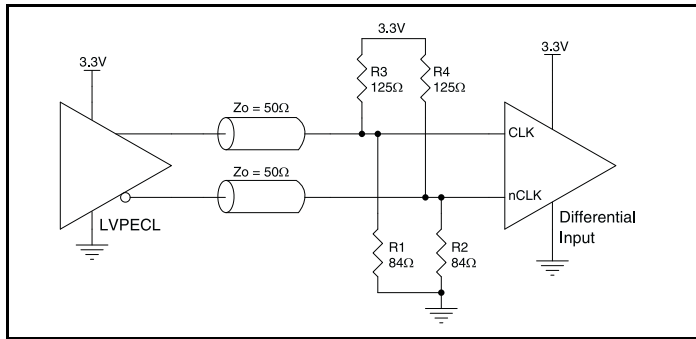 3.3V
3.3V
3.3V
R3
125Ω
R4
125Ω
Zo = 50Ω
CLK
Zo = 50Ω
nCLK
LVPECL
Differential
Input
R1
84Ω
R2
84Ω